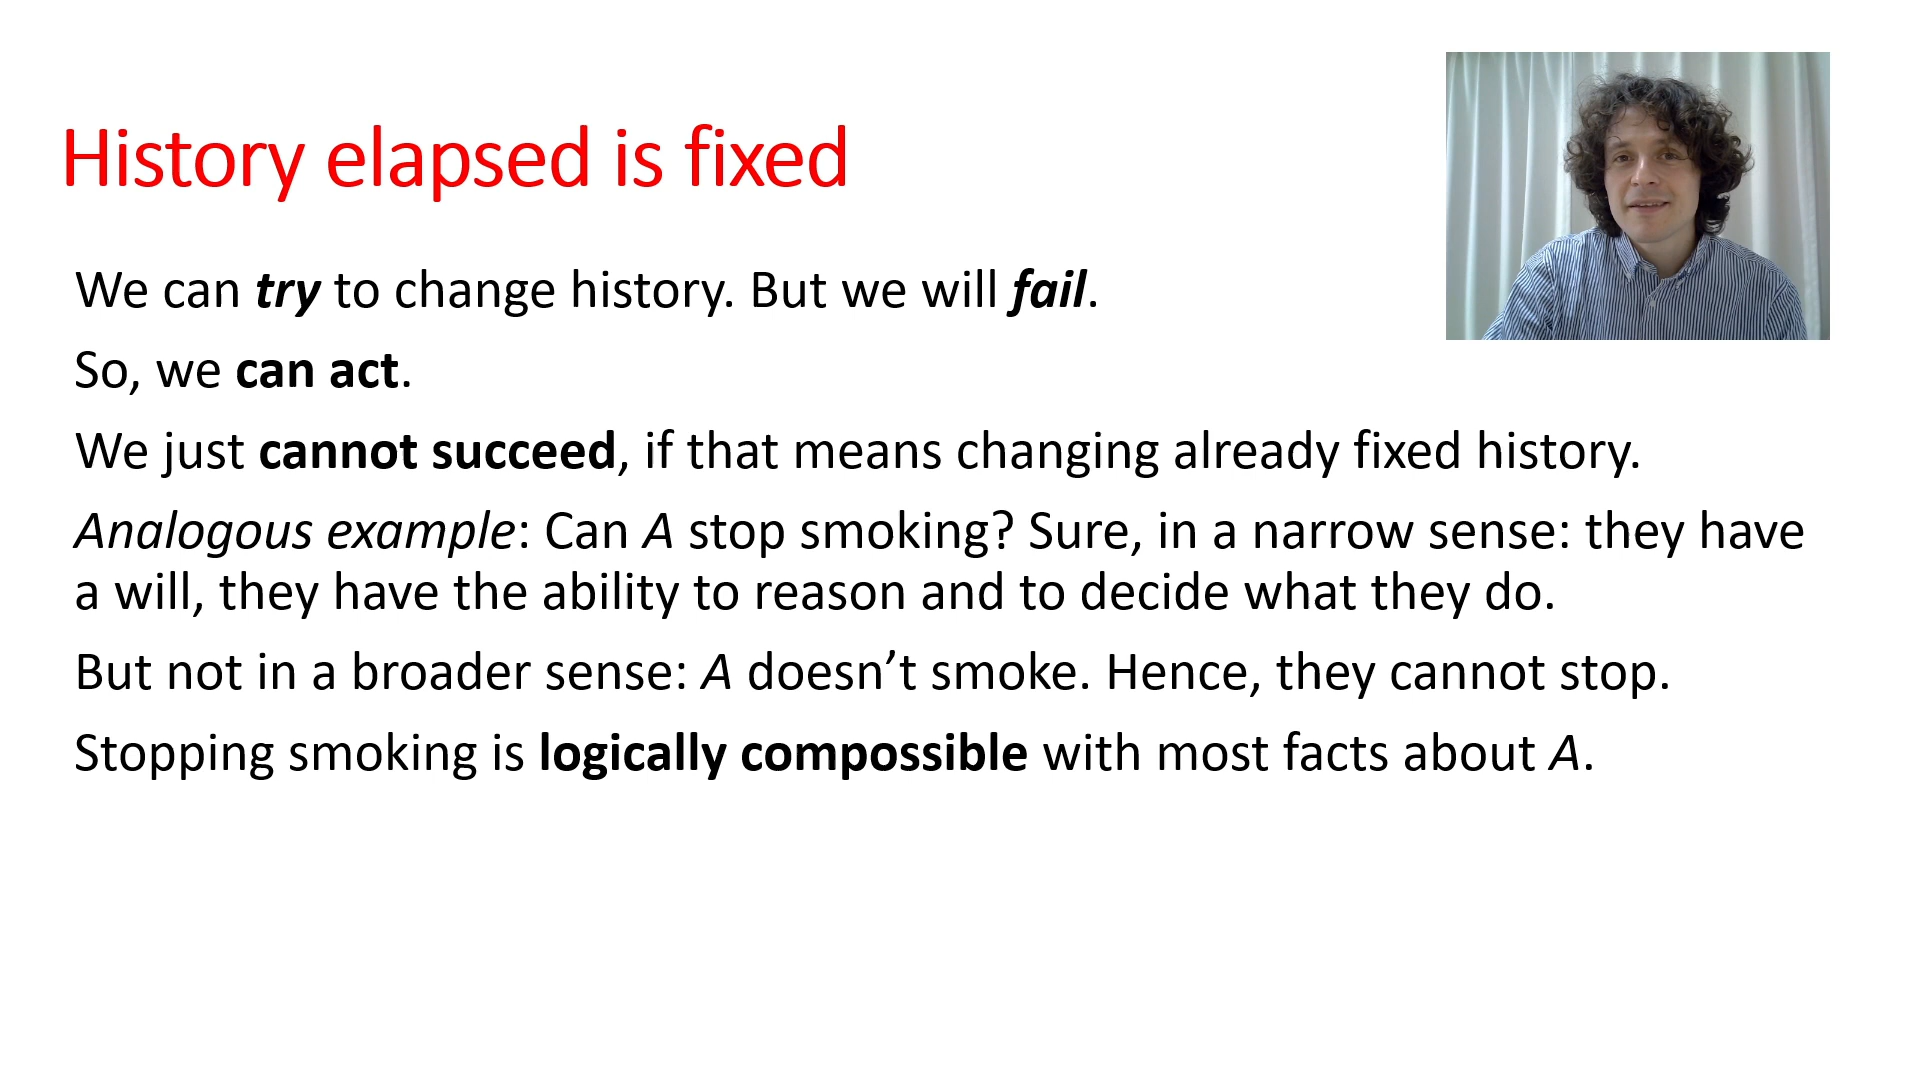 History elapsed is fixed
We can try to change history. But we will fail.
So, we can act.
We just cannot succeed, if that means changing already fixed history.
Analogous example: Can A stop smoking? Sure, in a narrow sense: they have
a will, they have the ability to reason and to decide what they do.
But not in a broader sense: A doesn’t smoke. Hence, they cannot stop.
Stopping smoking is logically compossible with most facts about A.